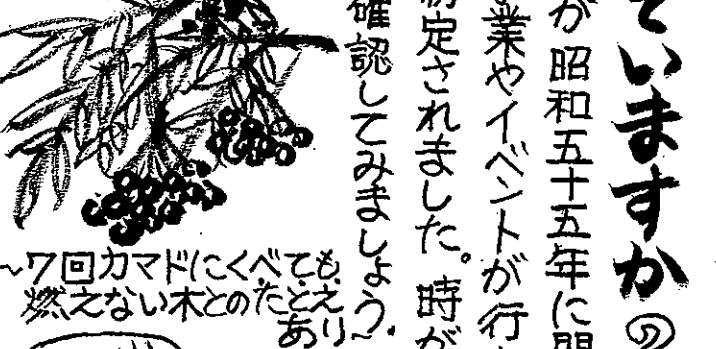 ていますか
が昭和五十五年に開
業やイベントが行
制定されました。時が
確認してみましょう。
~7回カマドにくべても
燃えない木とのたとえ
あり~